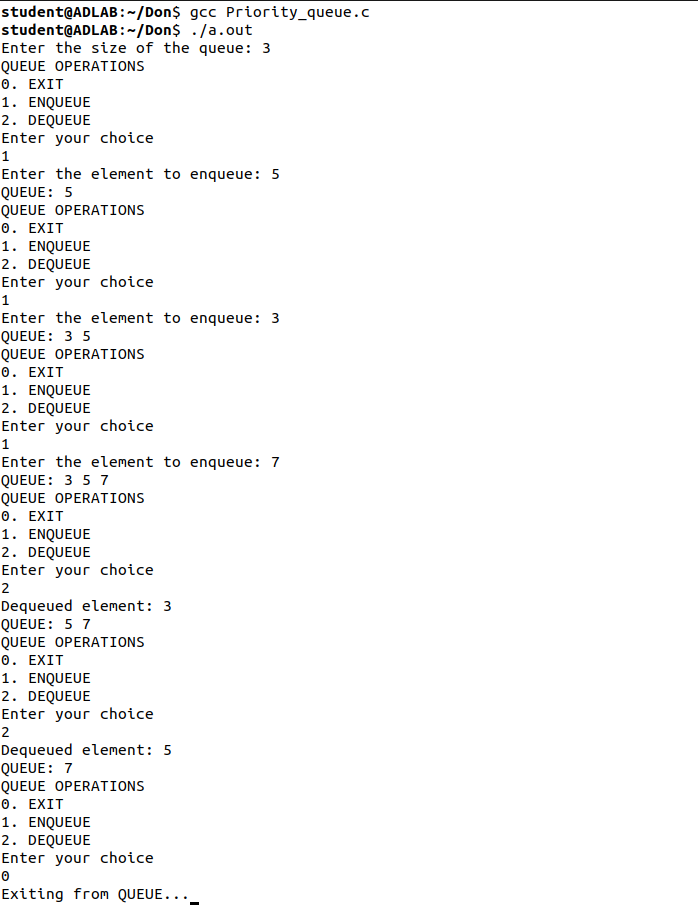 student@ADLAB:~/Don$ gcc Priority_queue.c
student@ADLAB:~/Don$ ./a.out
Enter the size of the queue: 3
QUEUE OPERATIONS
0. EXIT
1. ENQUEUE
2. DEQUEUE
Enter your choice
1
Enter the element to enqueue: 5
QUEUE: 5
QUEUE OPERATIONS
0. EXIT
1. ENQUEUE
2. DEQUEUE
Enter your choice
1
Enter the element to enqueue: 3
QUEUE: 3 5
QUEUE OPERATIONS
0. EXIT
1. ENQUEUE
2. DEQUEUE
Enter your choice
1
Enter the element to enqueue: 7
QUEUE: 3 5 7
QUEUE OPERATIONS
0. EXIT
1. ENQUEUE
2. DEQUEUE
Enter your choice
2
Dequeued element: 3
QUEUE: 5 7
QUEUE OPERATIONS
0. EXIT
1. ENQUEUE
2. DEQUEUE
Enter your choice
2
Dequeued element: 5
QUEUE: 7
QUEUE OPERATIONS
0. EXIT
1. ENQUEUE
2. DEQUEUE
Enter your choice
0
Exiting from QUEUE...